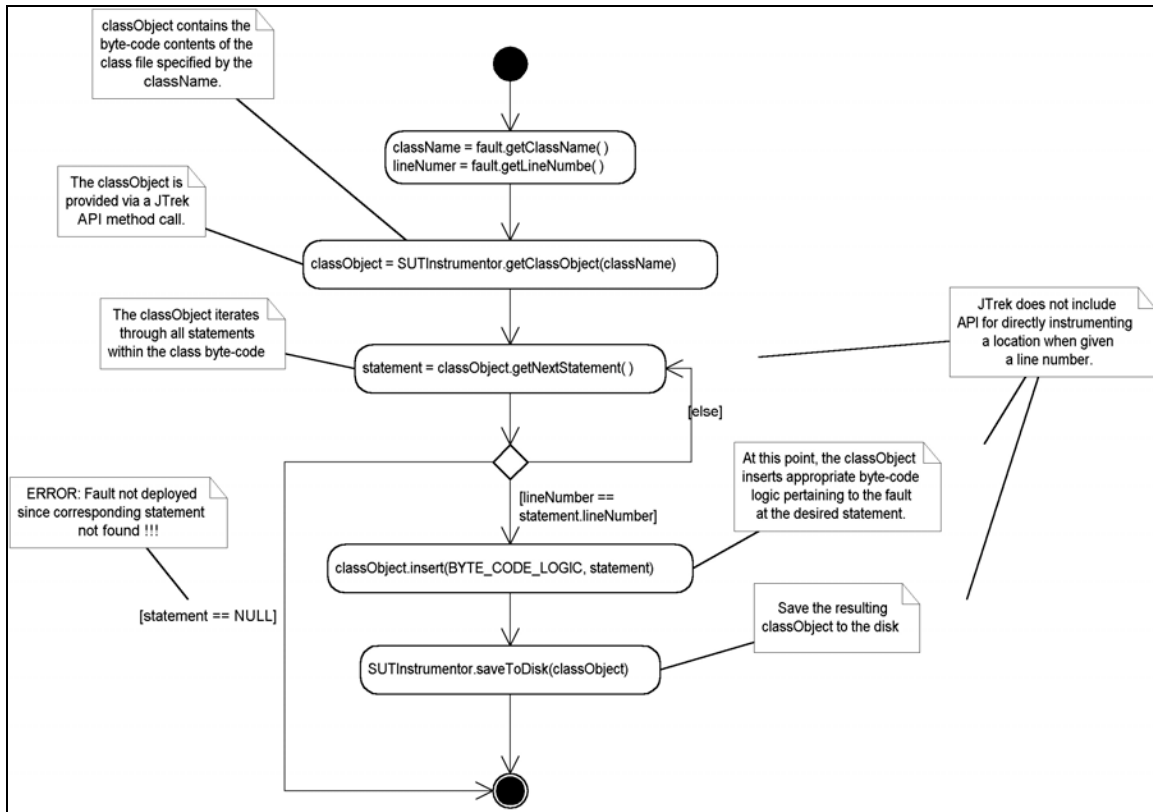 classObject contains the
byte-code contents of the
class file specified by the
className.
className = fault.getClassName( )
lineNumer = fault.getLineNumbe( )
The classObject is
provided via a JTrek
API method call.
classObject = SUTInstrumentor.getClassObject(className)
The classObject iterates
through all statements
within the class byte-code
statement = classObject.getNextStatement( )
JTrek does not include
API for directly instrumenting
a location when given
a line number.
[else]
At this point, the classObject
inserts appropriate byte-code
logic pertaining to the fault
at the desired statement.
ERROR: Fault not deployed
since corresponding statement
not found !!!
[lineNumber ==
statement.lineNumber]
classObject.insert(BYTE_CODE_LOGIC, statement)
[statement == NULL]
Save the resulting
classObject to the disk
SUTInstrumentor.saveToDisk(classObject)